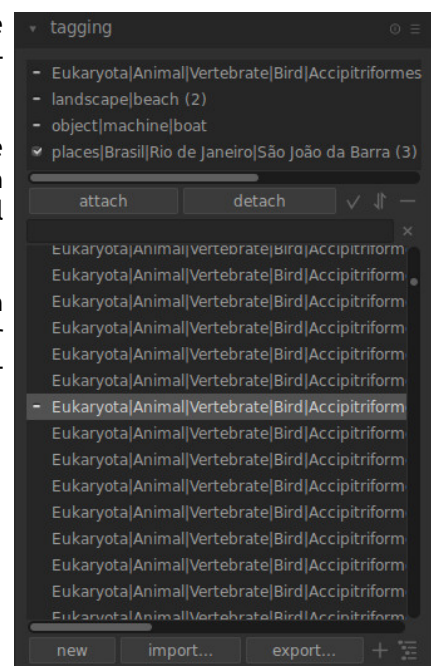 tagging
- Eukaryota|Animal|Vertebrate|Bird|Accipitriformes
- landscape|beach (2)
- object|machine|boat
places|Brasil|Rio de Janeiro|São João da Barra (3)
attach detach
Eukaryota|Animal|Vertebrate|Bird|Accipitriform
Eukaryota|Animal|Vertebrate|Bird|Accipitriform
Eukaryota|Animal|Vertebrate|Bird|Accipitriform
Eukaryota|Animal|Vertebrate|Bird|Accipitriform
Eukaryota|Animal|Vertebrate|Bird|Accipitriform
Eukaryota|Animal|Vertebrate|Bird|Accipitriform
- Eukaryota|Animal|Vertebrate|Bird|Accipitriform
Eukaryota|Animal|Vertebrate|Bird|Accipitriform
Eukaryota|Animal|Vertebrate|Bird|Accipitriform
Eukaryota|Animal|Vertebrate|Bird|Accipitriform
Eukaryota|Animal|Vertebrate|Bird|Accipitriform
Eukaryota|Animal|Vertebrate|Bird|Accipitriform
Eukaryota|Animal|Vertebrate|Bird|Accipitriform
Eukaryota|Animal|Vertebrate|Bird|Accipitriform
Eukaryota|Animal|Vertebrate|Bird|Accipitriform
new import... export...